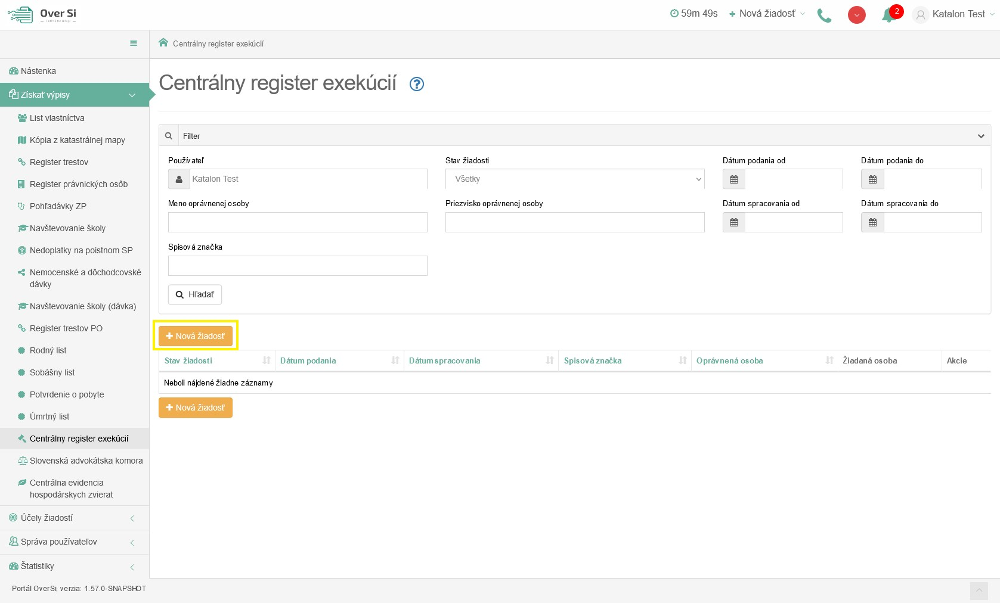 Over Si
59m 49s
Nová žiadosť
2
Katalon Test
Centrálny register exekúcií
Nástenka
Získať výpisy
List vlastníctva
Kópia z katastrálnej mapy
Register trestov
Register právnických osôb
Pohľadávky ZP
Navštevovanie školy
Nedoplatky na poistnom SP
Nemocenské a dôchodcovské
dávky
Navštevovanie školy (dávka)
Register trestov PO
Rodný list
Sobášny list
Potvrdenie o pobyte
Úmrtný list
Centrálny register exekúcií
Slovenská advokátska komora
Centrálna evidencia
hospodárskych zvierat
Účely žiadostí
Správa používateľov
Štatistiky
Centrálny register exekúcií
Filter
Používateľ
Stav žiadosti
Dátum podania od
Dátum podania do
Katalon Test
Všetky
Meno oprávnenej osoby
Priezvisko oprávnenej osoby
Dátum spracovania od
Dátum spracovania do
Spisová značka
Hľadať
Nová žiadosť
Stav žiadosti
Dátum podania
Dátum spracovania
Spisová značka
Oprávnená osoba
Žiadaná osoba
Akcie
Neboli nájdené žiadne záznamy
Nová žiadosť
Portál OverSi, verzia: 1.57.0-SNAPSHOT